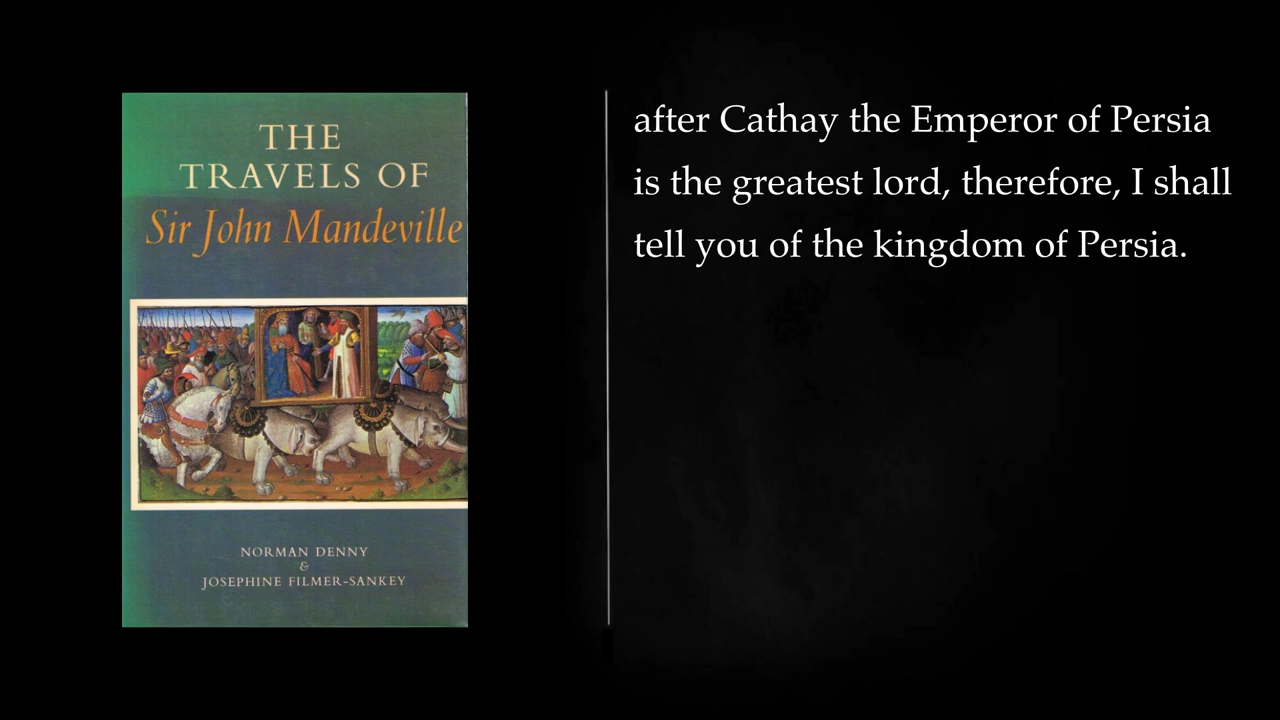 THE
TRAVELS OF
Sir John Mandeville
NORMAN DENNY
&
JOSEPHINE FILMER-SANKEY
after Cathay the Emperor of Persia
is the greatest lord, therefore, I shall
tell you of the kingdom of Persia.